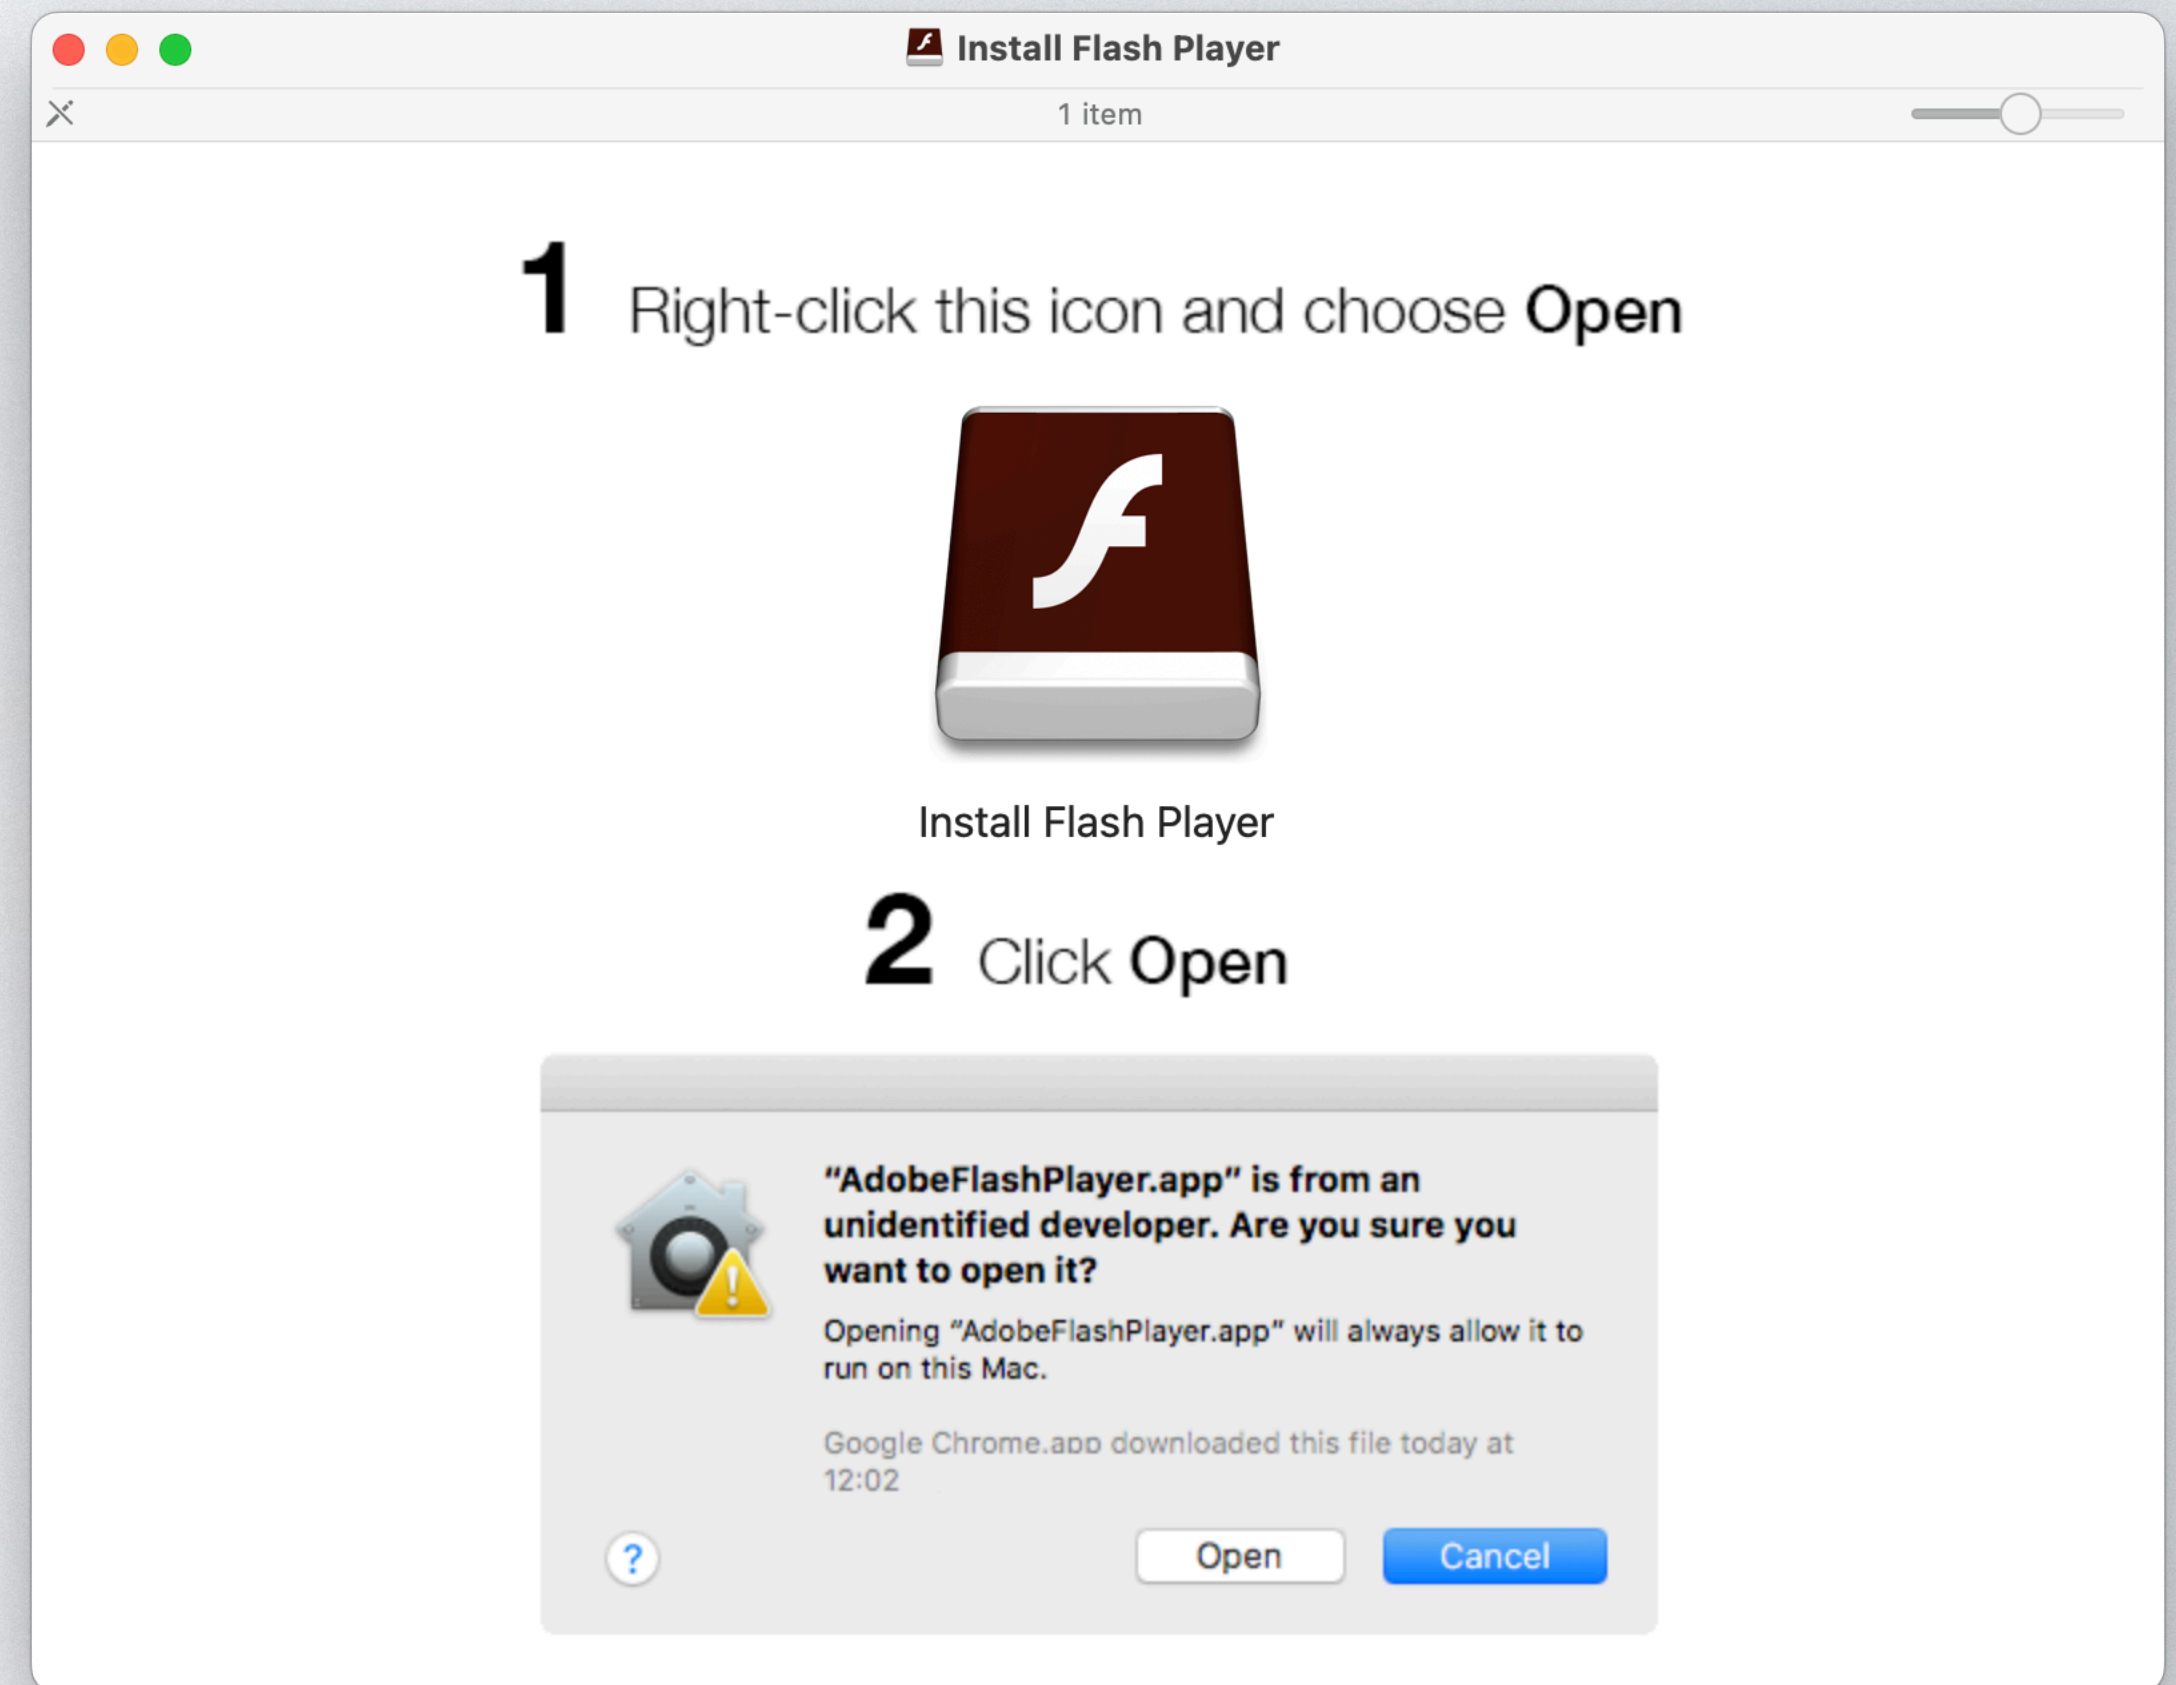 Install Flash Player
1 item
1 Right-click this icon and choose Open
Install Flash Player
2 Click Open
“AdobeFlashPlayer.app” is from an
unidentified developer. Are you sure you
want to open it?
Opening “AdobeFlashPlayer.app” will always allow it to
run on this Mac.
Google Chrome.app downloaded this file today at
12:02
?
Open
Cancel